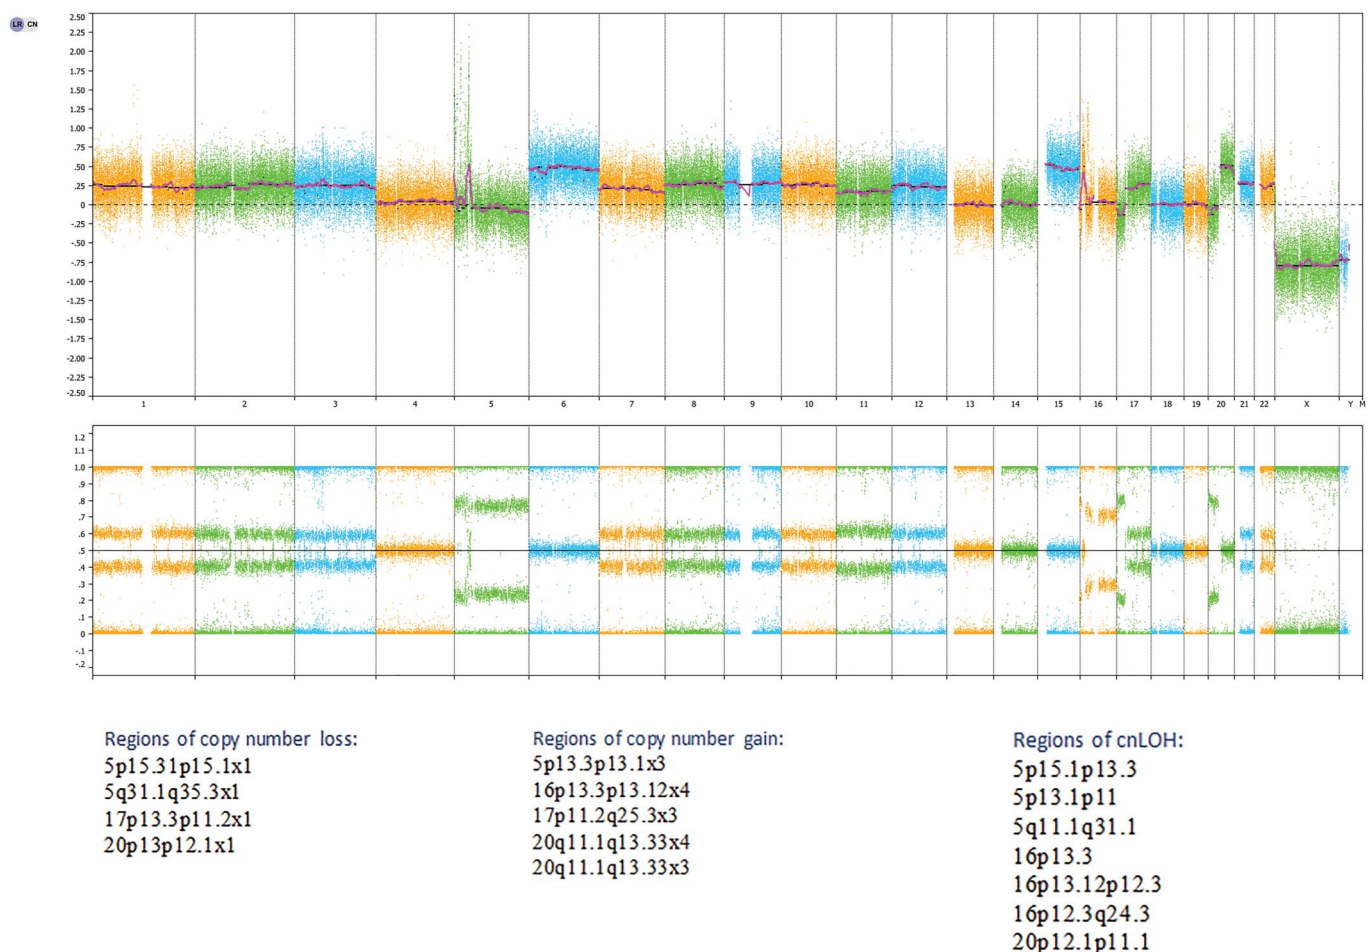 LR CN
2.50
2.25
2.00
1.75
1.50
1.25
1.00
.75
.50
.25
0
-.25
-.50
-.75
-1.00
-1.25
-1.50
-1.75
-2.00
-2.25
-2.50
1 2 3 4 5 6 7 8 9 10 11 12 13 14 15 16 17 18 19 20 21 22 X Y M
1.2
1.1
1.0
.9
.8
.7
.6
.5
.4
.3
.2
.1
0
-.1
-.2
Regions of copy number loss:
5p15.31p15.1x1
5q31.1q35.3x1
17p13.3p11.2x1
20p13p12.1x1
Regions of copy number gain:
5p13.3p13.1x3
16p13.3p13.12x4
17p11.2q25.3x3
20q11.1q13.33x4
20q11.1q13.33x3
Regions of cnLOH:
5p15.1p13.3
5p13.1p11
5q11.1q31.1
16p13.3
16p13.12p12.3
16p12.3q24.3
20p12.1p11.1